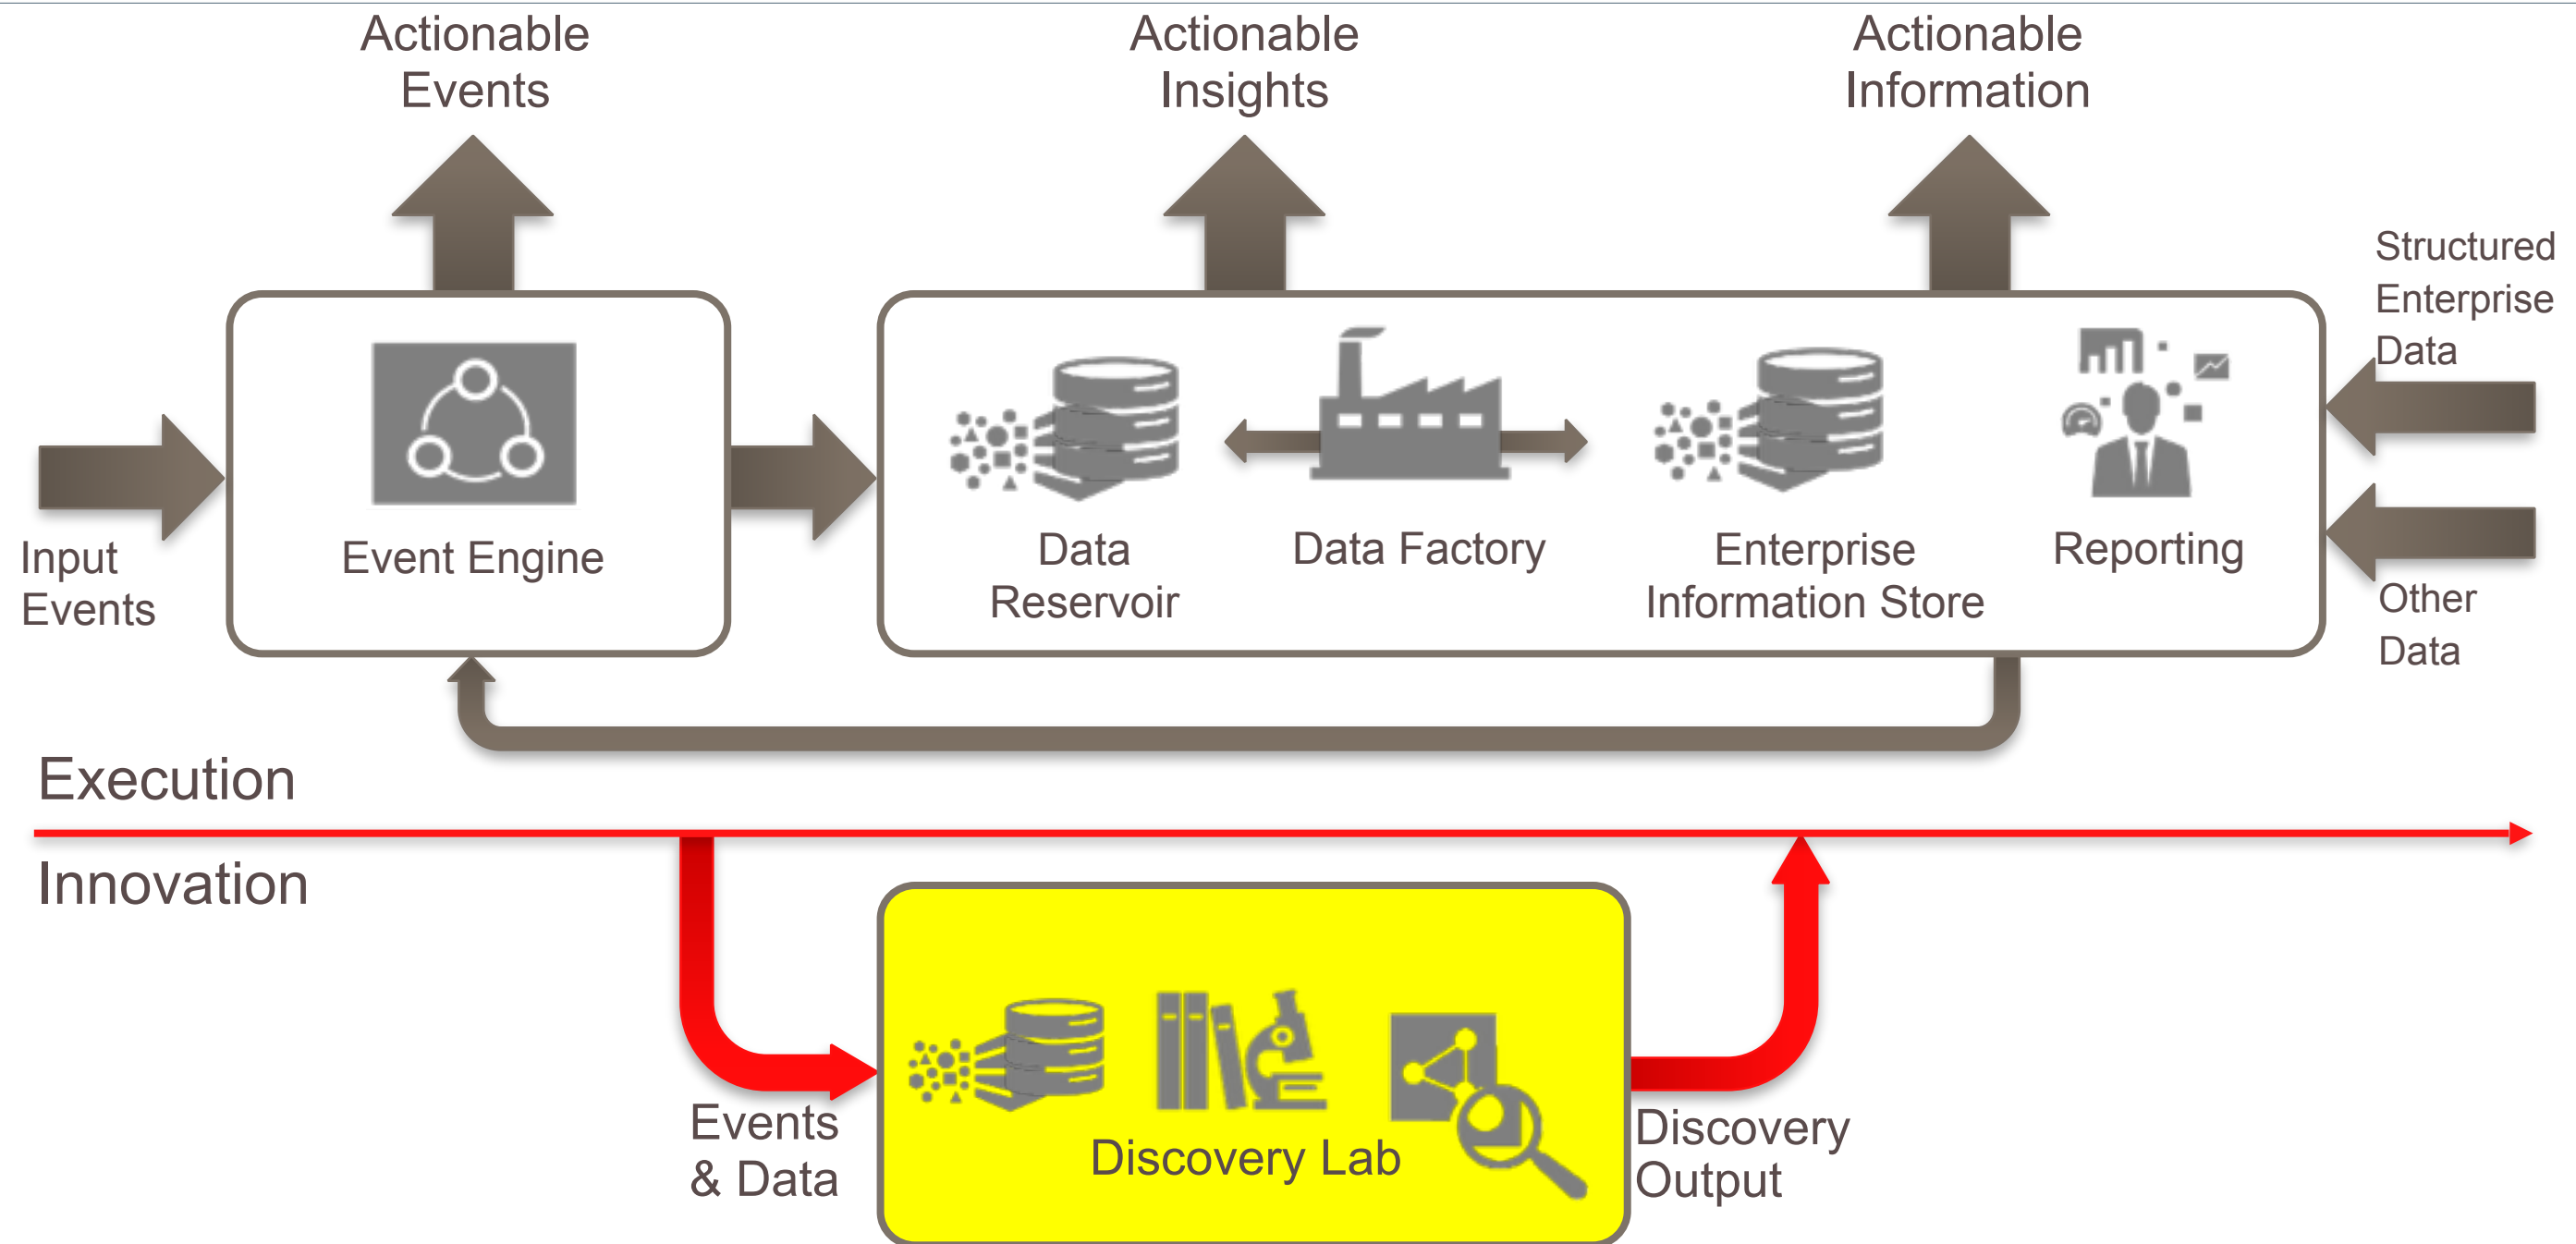 Actionable
Events
Actionable
Insights
Actionable
Information
Structured
Enterprise
Data
Input
Events
Event Engine
Data
Reservoir
Data Factory
Enterprise
Information Store
Reporting
Other
Data
Execution
Innovation
Events
& Data
Discovery Lab
Discovery
Output